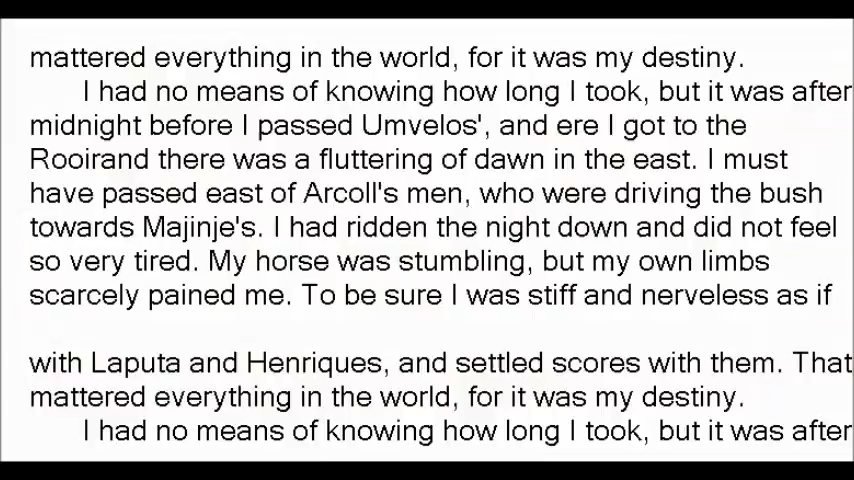 mattered everything in the world, for it was my destiny.
I had no means of knowing how long I took, but it was after
midnight before I passed Umvelos', and ere I got to the
Rooirand there was a fluttering of dawn in the east. I must
have passed east of Arcoll's men, who were driving the bush
towards Majinje's. I had ridden the night down and did not feel
so very tired. My horse was stumbling, but my own limbs
scarcely pained me. To be sure I was stiff and nerveless as if
with Laputa and Henriques, and settled scores with them. That
mattered everything in the world, for it was my destiny.
I had no means of knowing how long I took, but it was after